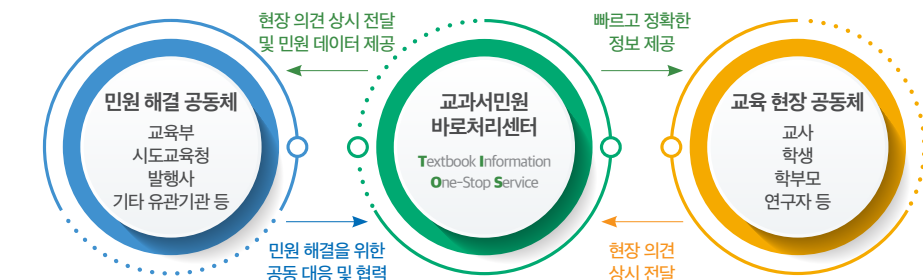 현장 의견 상시 전달
및 민원 데이터 제공
빠르고 정확한
정보 제공
민원 해결 공동체
교육부
시도교육청
발행사
기타 유관기관 등
교과서민원
바로처리센터
Textbook Information
One-Stop Service
교육 현장 공동체
교사
학생
학부모
연구자 등
민원 해결을 위한
공동 대응 및 협력
현장 의견
상시 전달